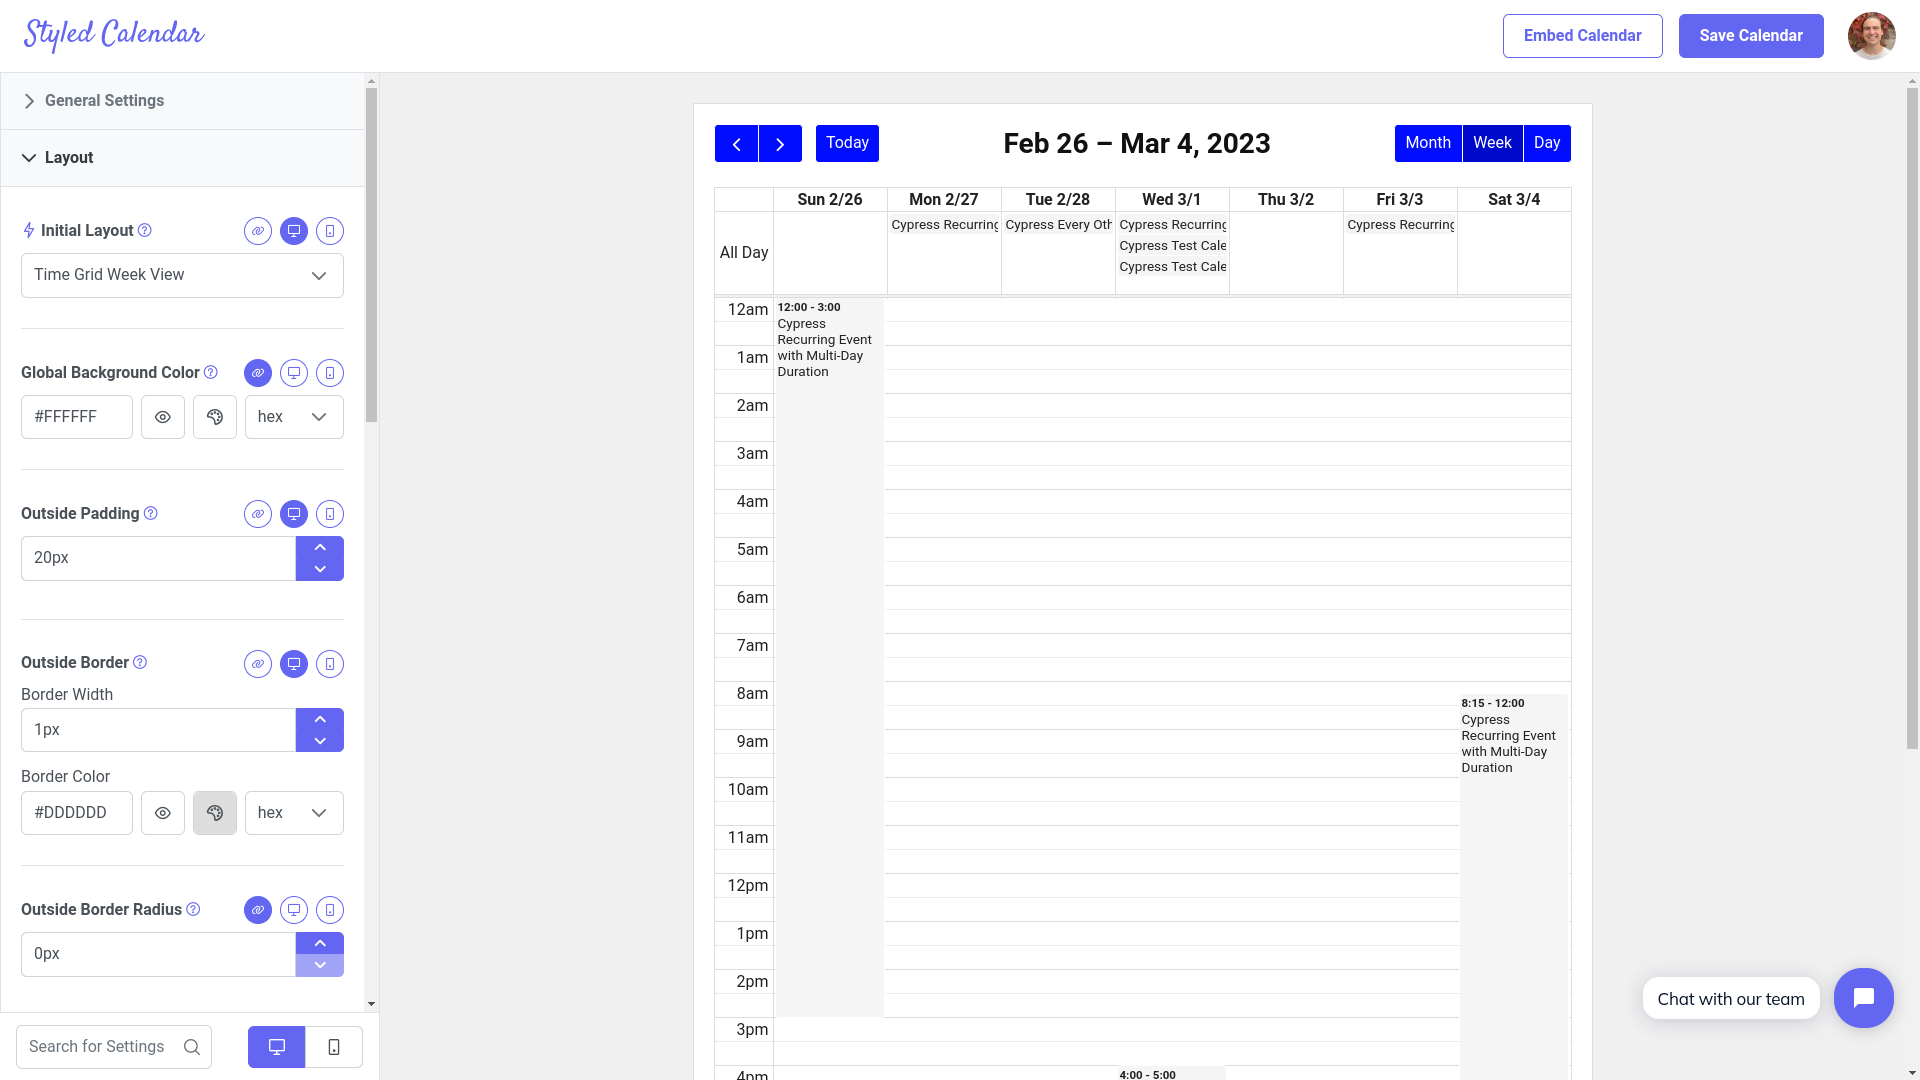 Styled Calendar
Embed Calendar
Save Calendar
General Settings
Layout
Initial Layout
Time Grid Week View
Global Background Color
#FFFFFF
hex
Outside Padding
20px
Outside Border
Border Width
1px
Border Color
#DDDDDD
hex
Outside Border Radius
0px
Search for Settings
Today
Feb 26 – Mar 4, 2023
Month Week Day
Sun 2/26 Mon 2/27 Tue 2/28 Wed 3/1 Thu 3/2 Fri 3/3 Sat 3/4
All Day
Cypress Recurring
Cypress Every Oth
Cypress Recurring
Cypress Test Cale
Cypress Test Cale
Cypress Recurring
12am
1am
2am
3am
4am
5am
6am
7am
8am
9am
10am
11am
12pm
1pm
2pm
3pm
4pm
12:00 - 3:00
Cypress
Recurring Event
with Multi-Day
Duration
8:15 - 12:00
Cypress
Recurring Event
with Multi-Day
Duration
4:00 - 5:00
Chat with our team